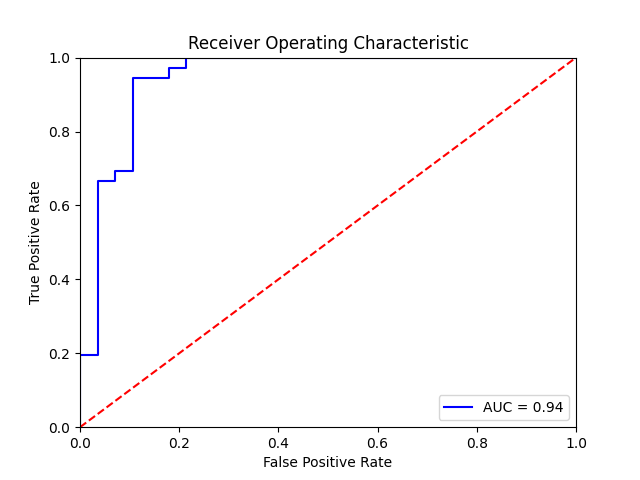 Receiver Operating Characteristic
1.0
0.8
0.6
0.4
0.2
0.0
True Positive Rate
AUC = 0.94
0.0 0.2 0.4 0.6 0.8 1.0
False Positive Rate